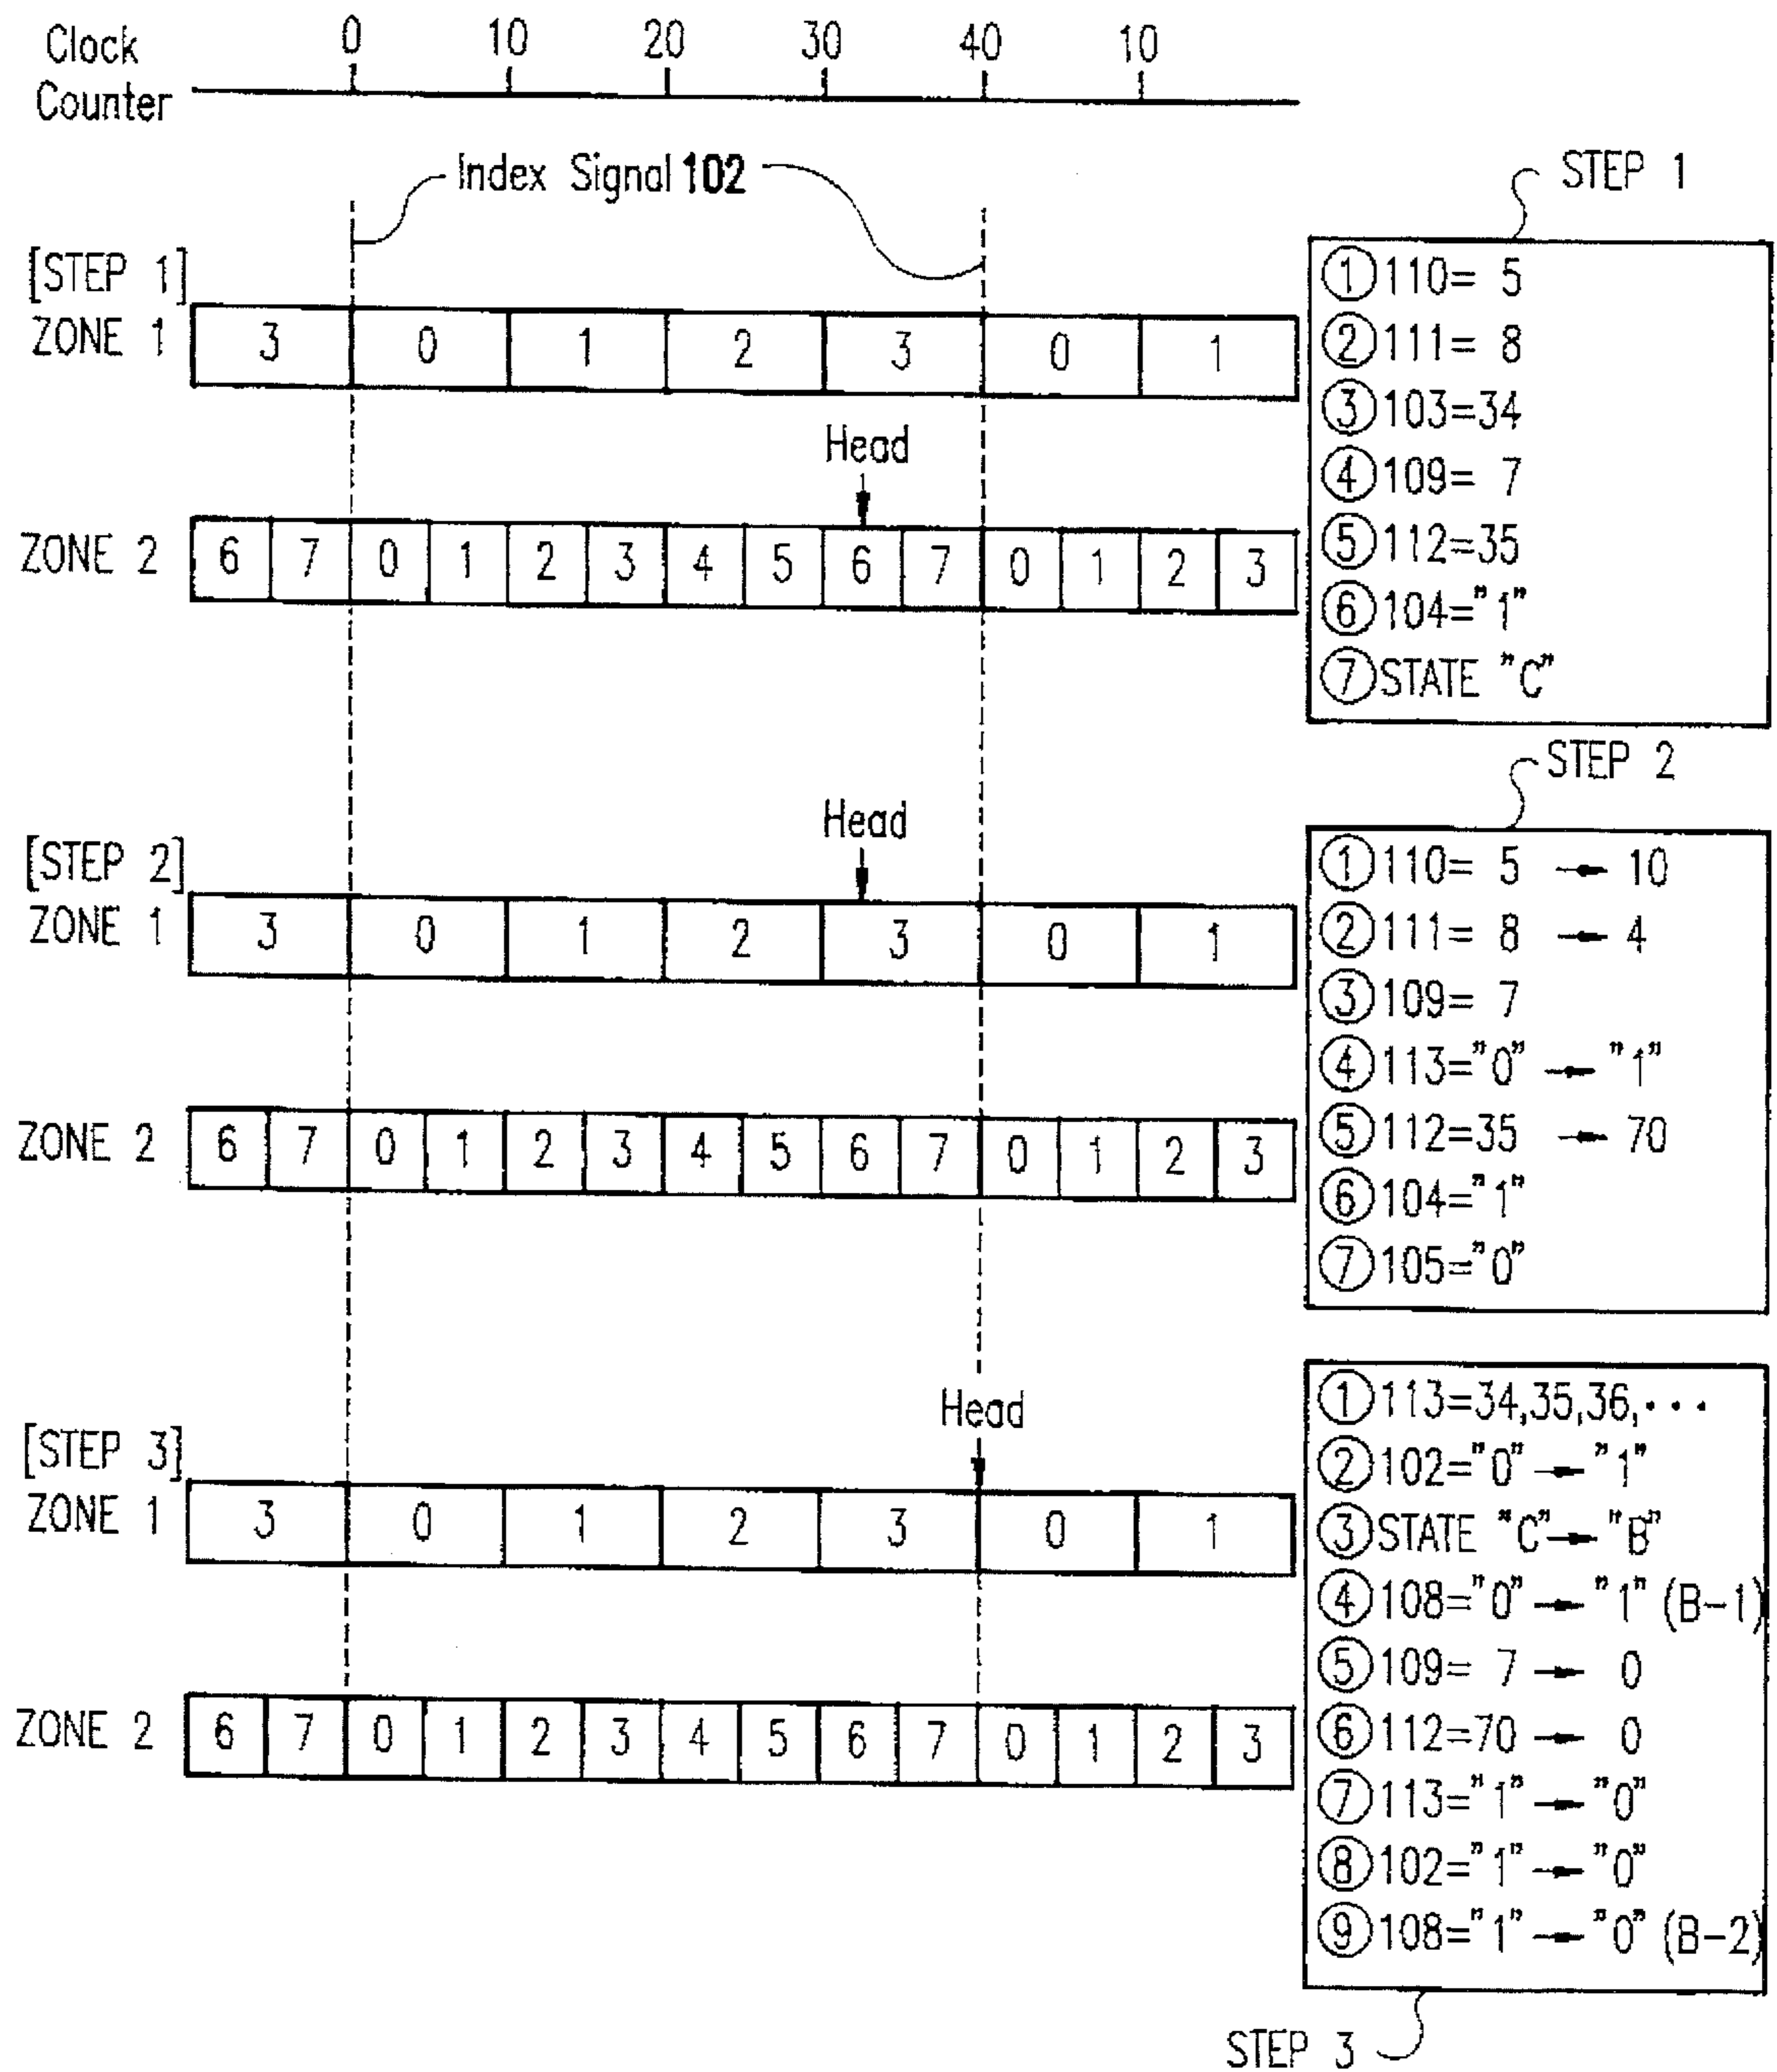 Clock Counter 0 10 20 30 40 10
Index Signal 102
[STEP 1]
ZONE 1 3 0 1 2 3 0 1
Head
ZONE 2 6 7 0 1 2 3 4 5 6 7 0 1 2 3
STEP 1
①110= 5
②111= 8
③103=34
④109= 7
⑤112=35
⑥104="1"
⑦STATE "C"
[STEP 2]
Head
ZONE 1 3 0 1 2 3 0 1
ZONE 2 6 7 0 1 2 3 4 5 6 7 0 1 2 3
STEP 2
①110= 5 → 10
②111= 8 → 4
③109= 7
④113="0" → "1"
⑤112=35 → 70
⑥104="1"
⑦105="0"
[STEP 3]
Head
ZONE 1 3 0 1 2 3 0 1
ZONE 2 6 7 0 1 2 3 4 5 6 7 0 1 2 3
①113=34,35,36,···
②102="0" → "1"
③STATE "C" → "B"
④108="0" → "1" (B-1)
⑤109= 7 → 0
⑥112=70 → 0
⑦113="1" → "0"
⑧102="1" → "0"
⑨108="1" → "0" (B-2)
STEP 3